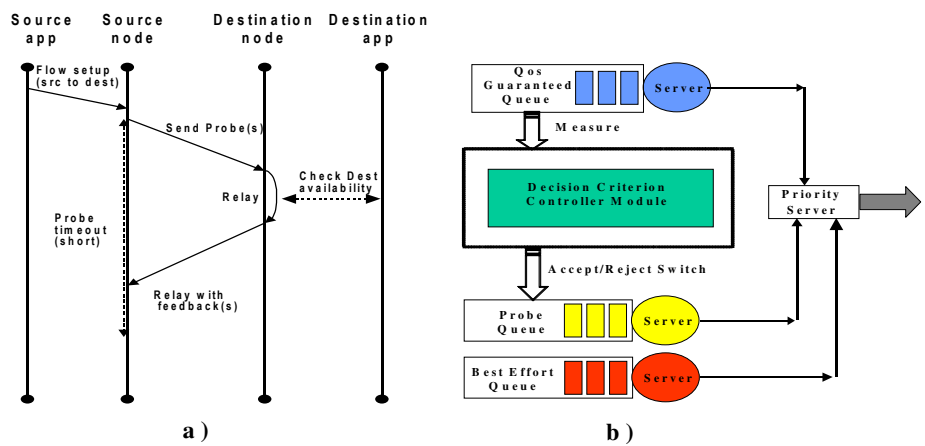 Source app
Source node
Destination node
Destination app
Flow setup
(src to dest)
Send Probe(s)
Check Dest
availability
Relay
Probe
timeout
(short)
Relay with
feedback(s)
a )
Qos
Guaranteed
Queue
Server
Measure
Decision Criterion
Controller Module
Priority
Server
Accept/Reject Switch
Probe
Queue
Server
Best Effort
Queue
Server
b )